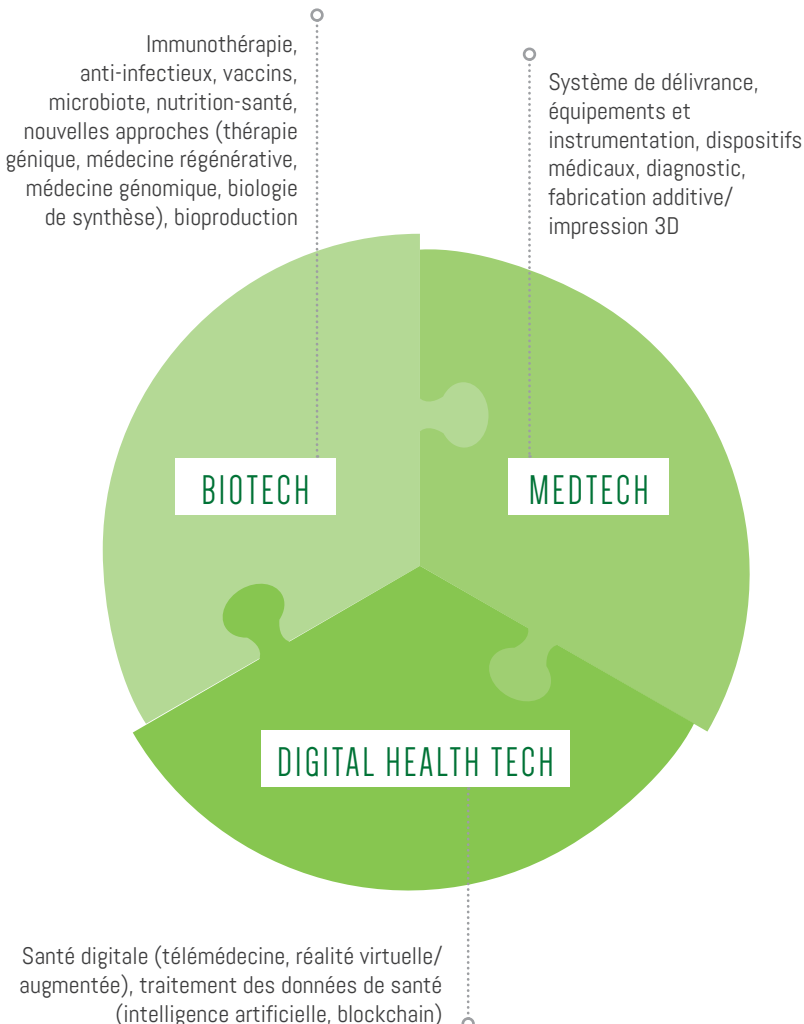 Immunothérapie,
anti-infectieux, vaccins,
microbiote, nutrition-santé,
nouvelles approches (thérapie
génique, médecine régénérative,
médecine génomique, biologie
de synthèse), bioproduction
Système de délivrance,
équipements et
instrumentation, dispositifs
médicaux, diagnostic,
fabrication additive/
impression 3D
BIOTECH
MEDTECH
DIGITAL HEALTH TECH
Santé digitale (télémédecine, réalité virtuelle/
augmentée), traitement des données de santé
(intelligence artificielle, blockchain)